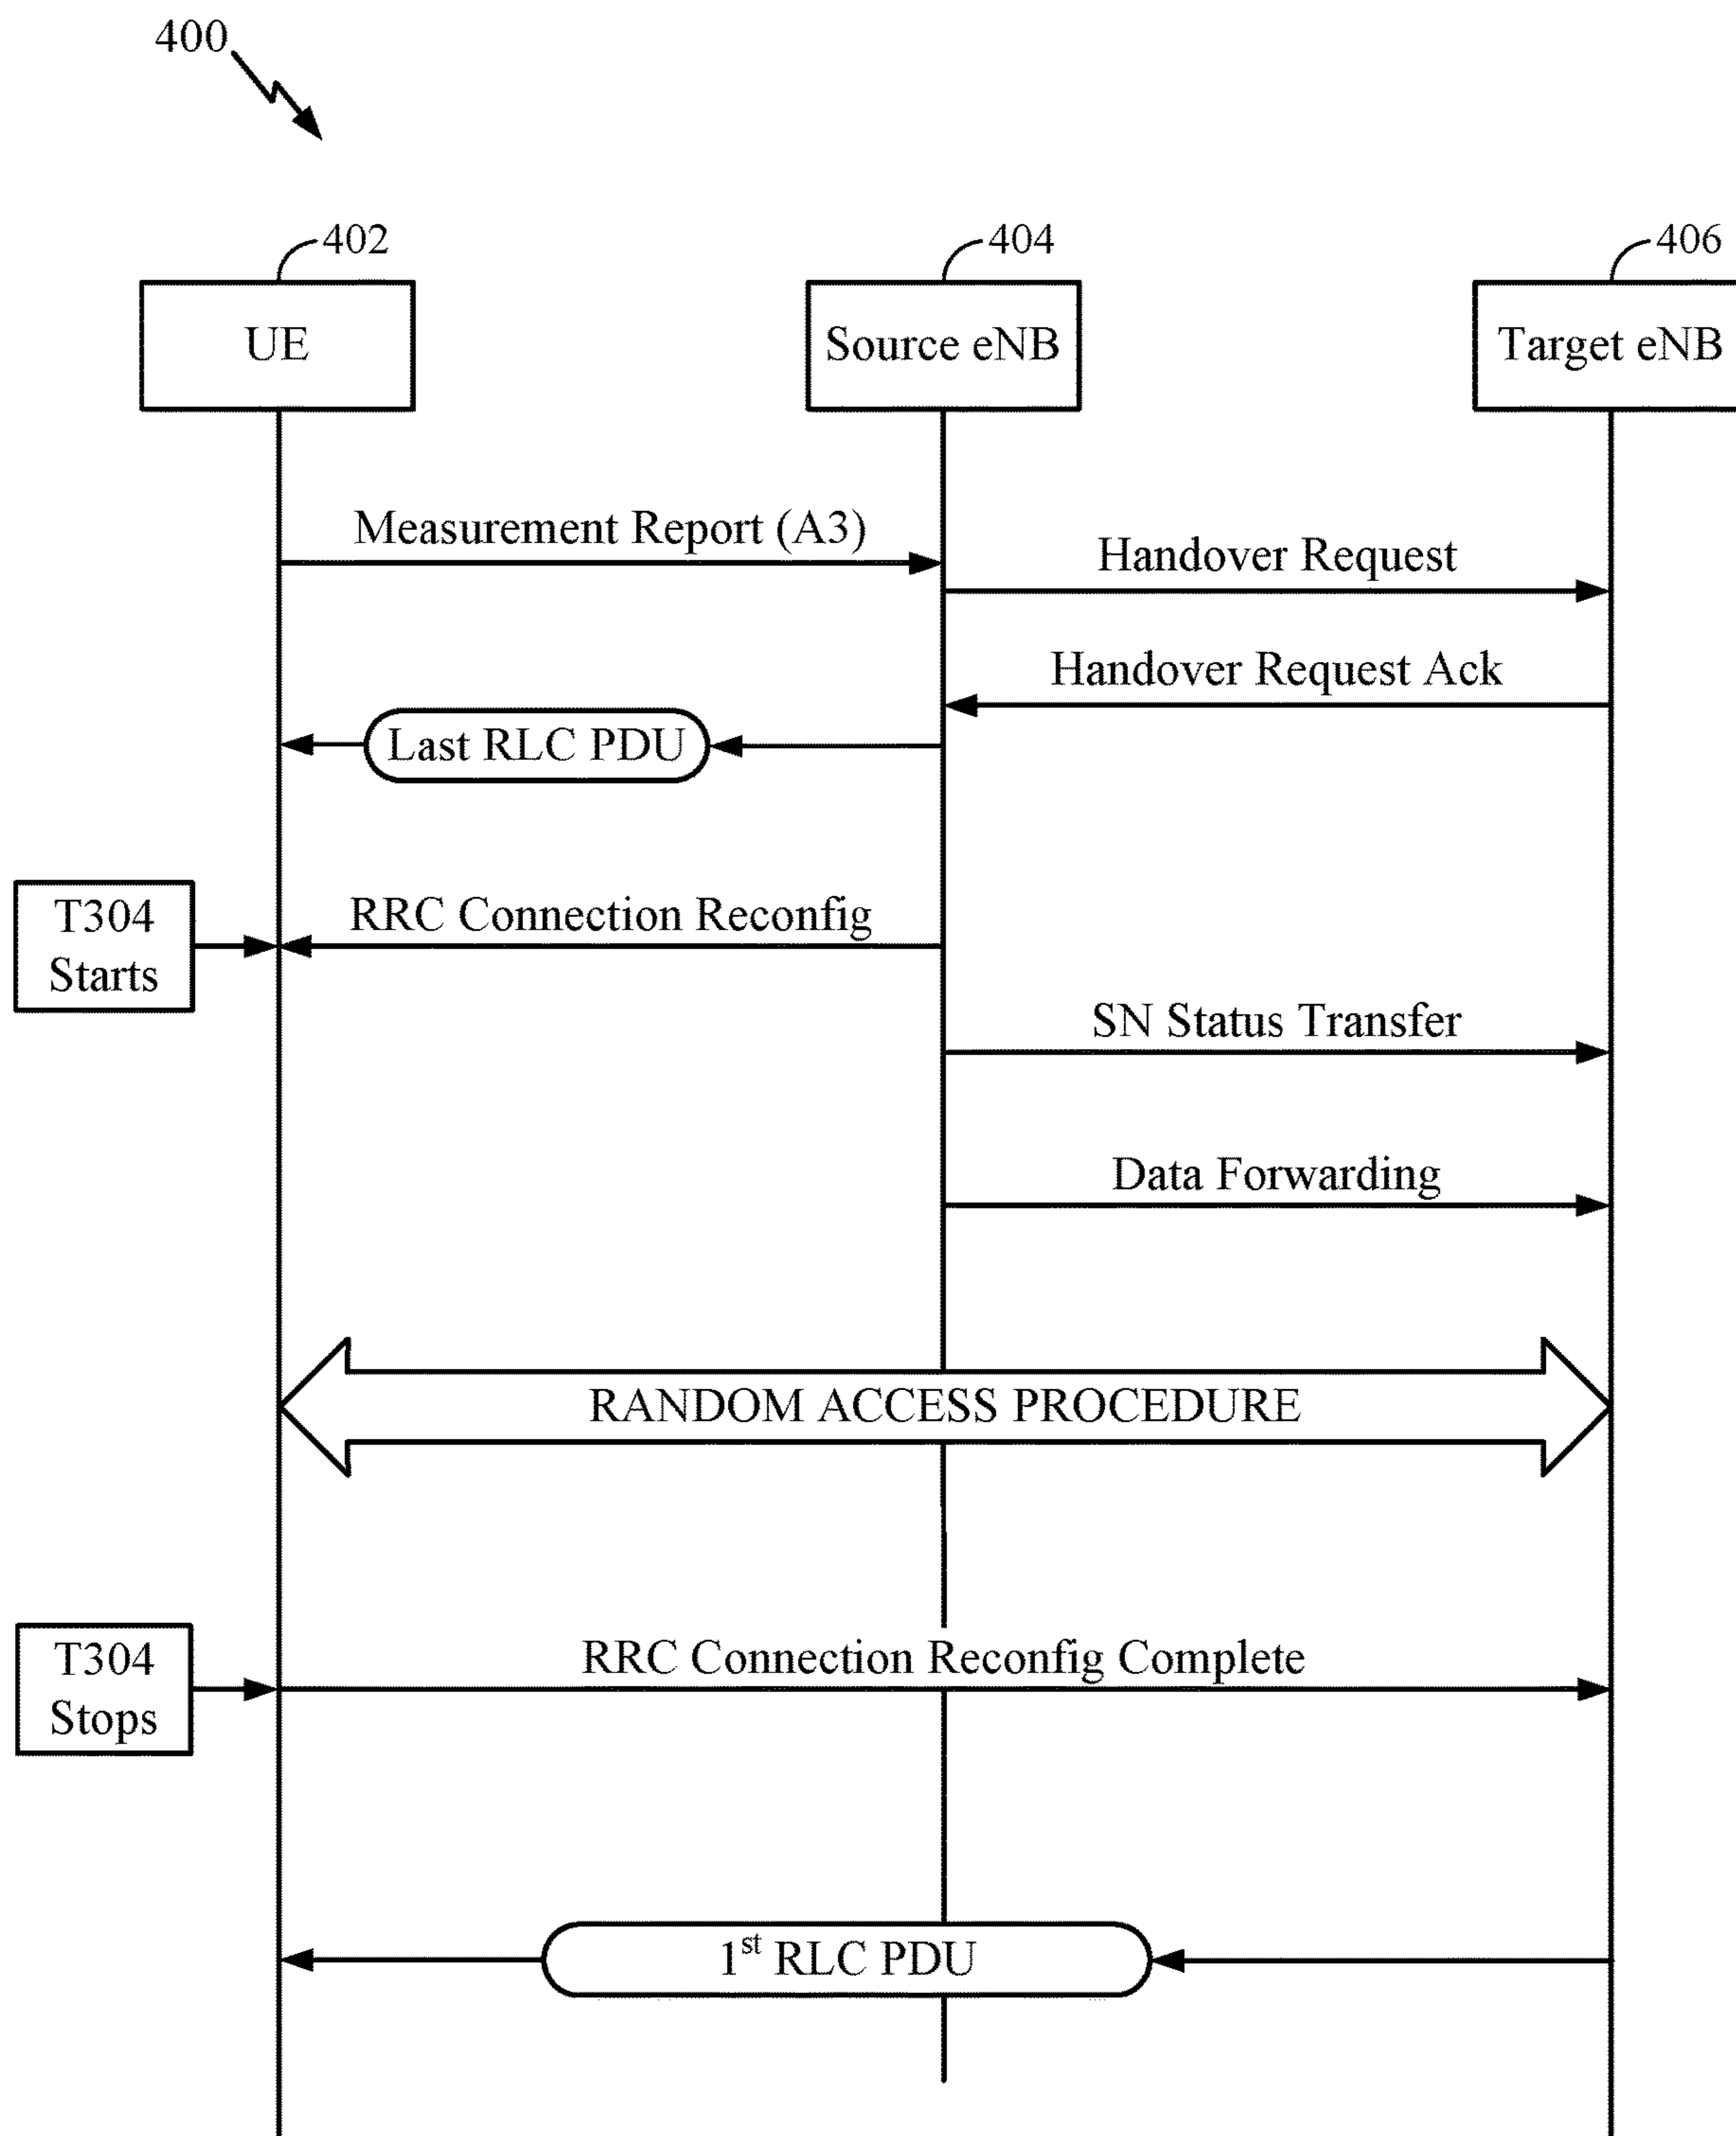 400
402
404
406
UE
Source eNB
Target eNB
Measurement Report (A3)
Handover Request
Handover Request Ack
Last RLC PDU
T304
Starts
RRC Connection Reconfig
SN Status Transfer
Data Forwarding
RANDOM ACCESS PROCEDURE
T304
Stops
RRC Connection Reconfig Complete
1st RLC PDU